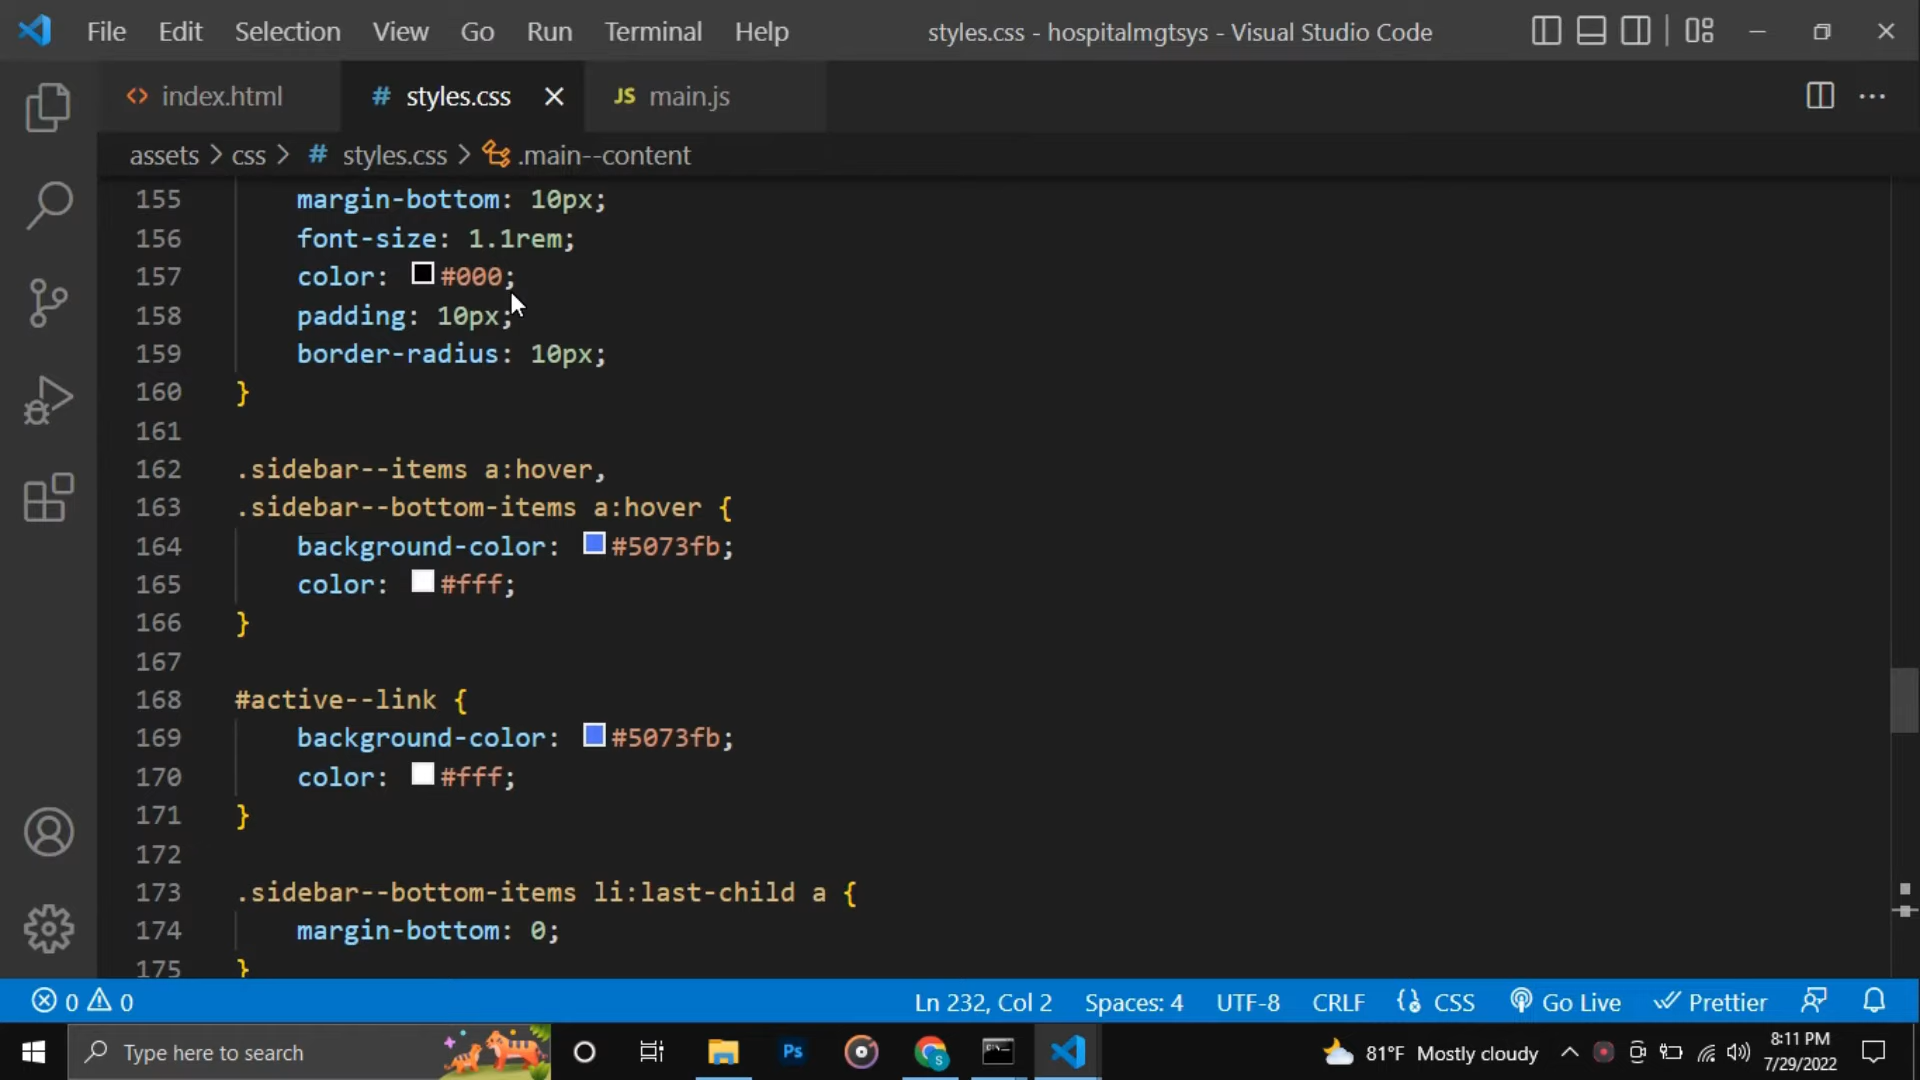 File Edit Selection View Go Run Terminal Help styles.css - hospitalmgtsys - Visual Studio Code
<> index.html # styles.css JS main.js
assets > css > # styles.css > .main--content
155 margin-bottom: 10px;
156 font-size: 1.1rem;
157 color: #000;
158 padding: 10px;
159 border-radius: 10px;
160 }
161
162 .sidebar--items a:hover,
163 .sidebar--bottom-items a:hover {
164 background-color: #5073fb;
165 color: #fff;
166 }
167
168 #active--link {
169 background-color: #5073fb;
170 color: #fff;
171 }
172
173 .sidebar--bottom-items li:last-child a {
174 margin-bottom: 0;
175 }
0 0 Ln 232, Col 2 Spaces: 4 UTF-8 CRLF CSS Go Live Prettier
Type here to search Ps 81°F Mostly cloudy 8:11 PM
7/29/2022